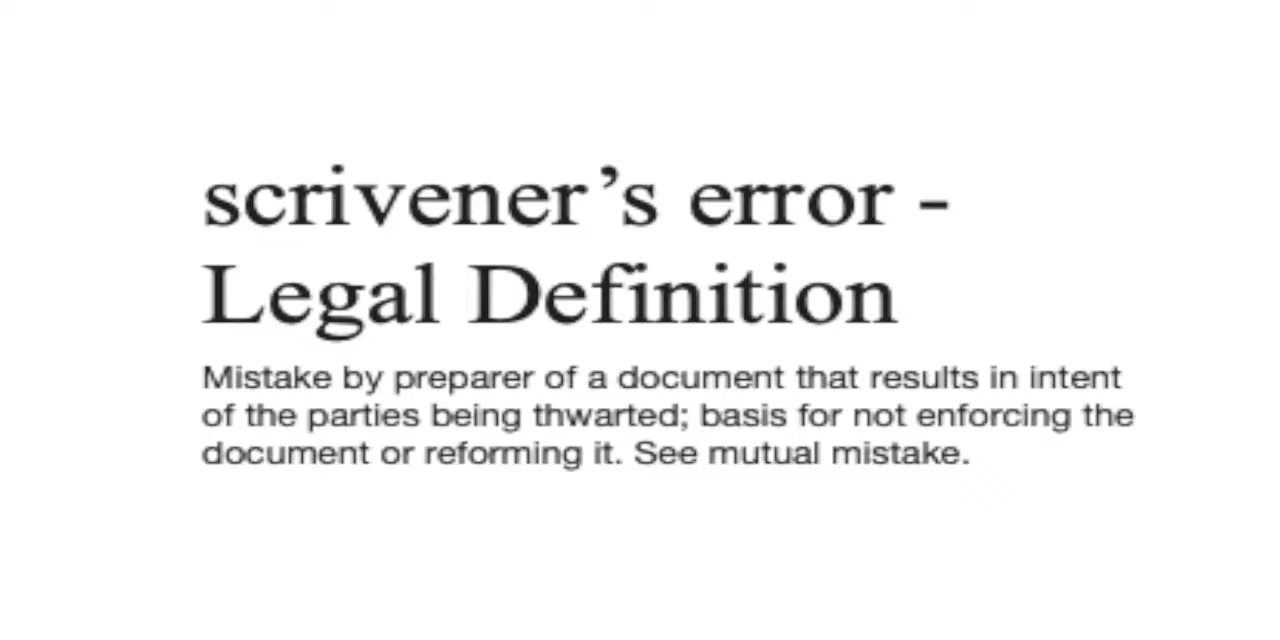 scrivener’s error -
Legal Definition
Mistake by preparer of a document that results in intent
of the parties being thwarted; basis for not enforcing the
document or reforming it. See mutual mistake.